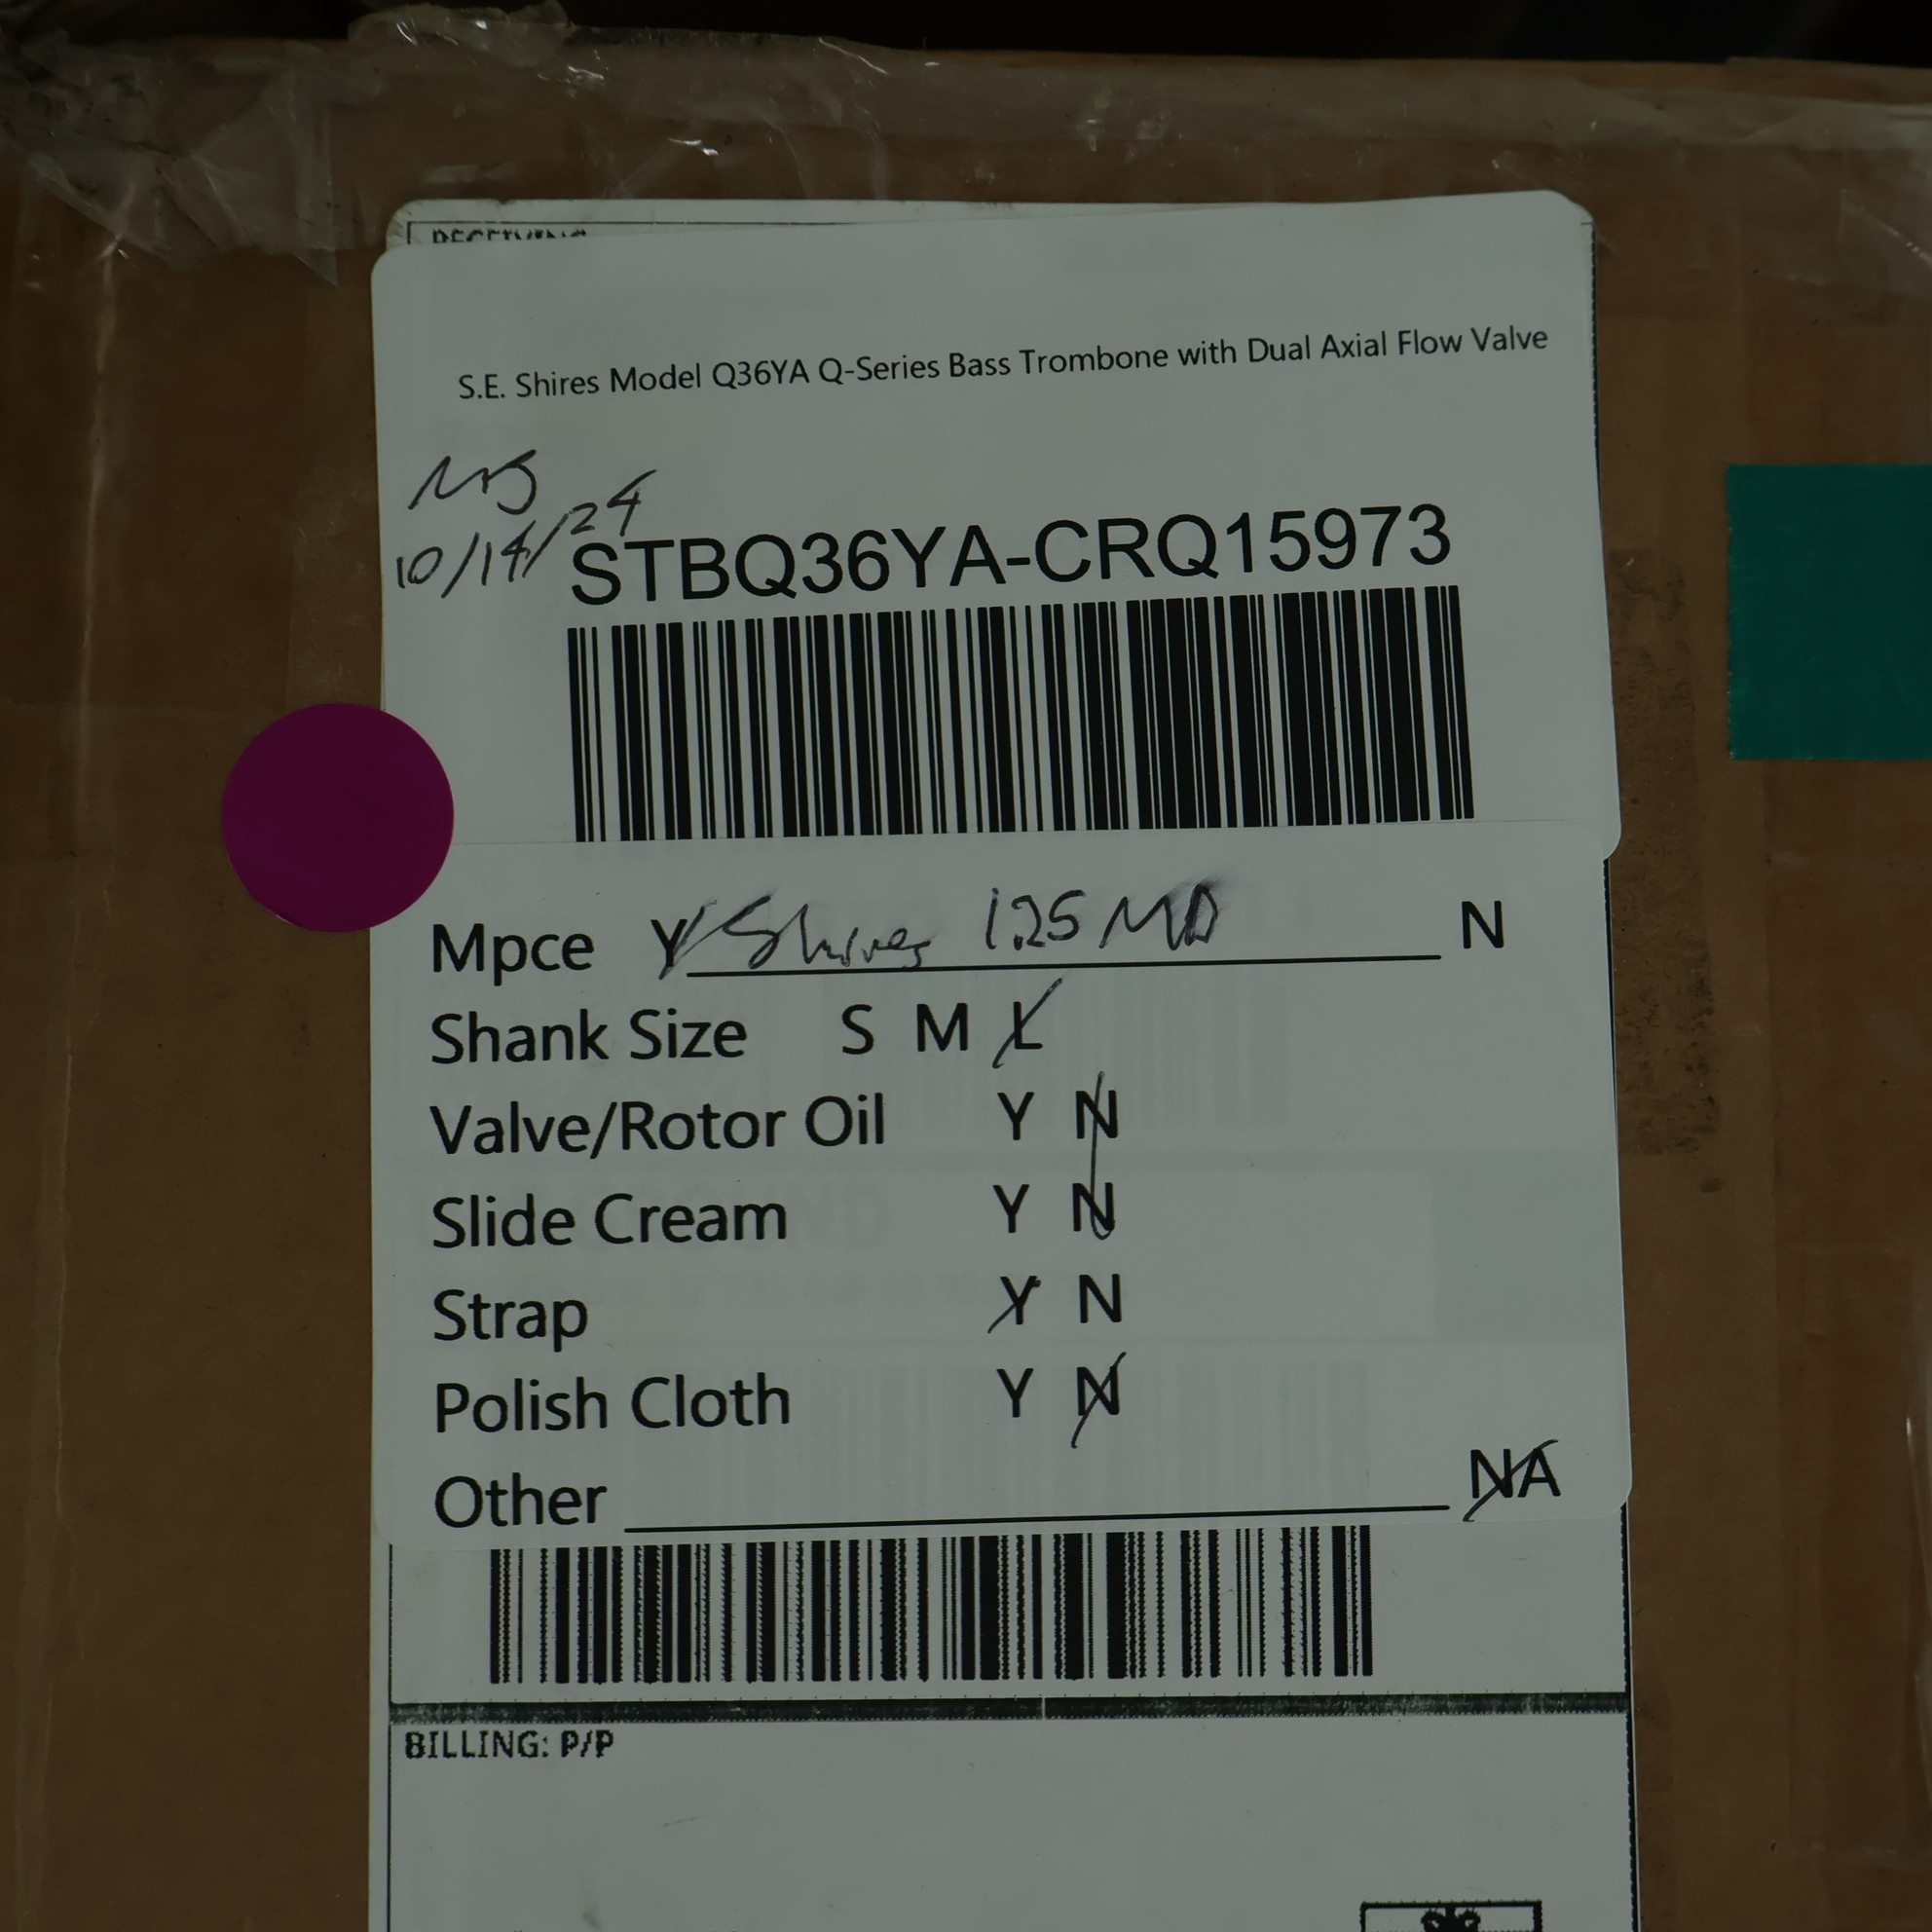 S.E. Shires Model Q36YA Q-Series Bass Trombone with Dual Axial Flow Valve
10/14/24
STBQ36YA-CRQ15973
Mpce Y Shires 1.25 MD N
Shank Size S M L
Valve/Rotor Oil Y N
Slide Cream Y N
Strap Y N
Polish Cloth Y N
Other NA
BILLING: P/P